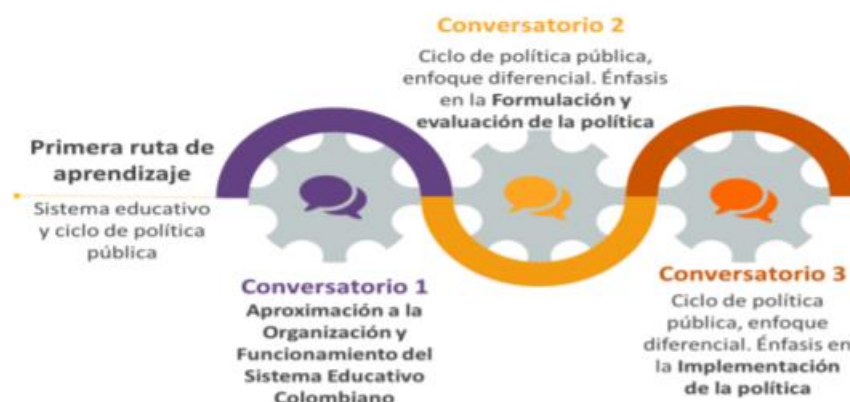 Primera ruta de
aprendizaje
Sistema educativo
y ciclo de política
pública
Conversatorio 1
Aproximación a la
Organización y
Funcionamiento del
Sistema Educativo
Colombiano
Conversatorio 2
Ciclo de política pública,
enfoque diferencial. Énfasis
en la Formulación y
evaluación de la política
Conversatorio 3
Ciclo de política
pública, enfoque
diferencial. Énfasis en
la Implementación
de la política